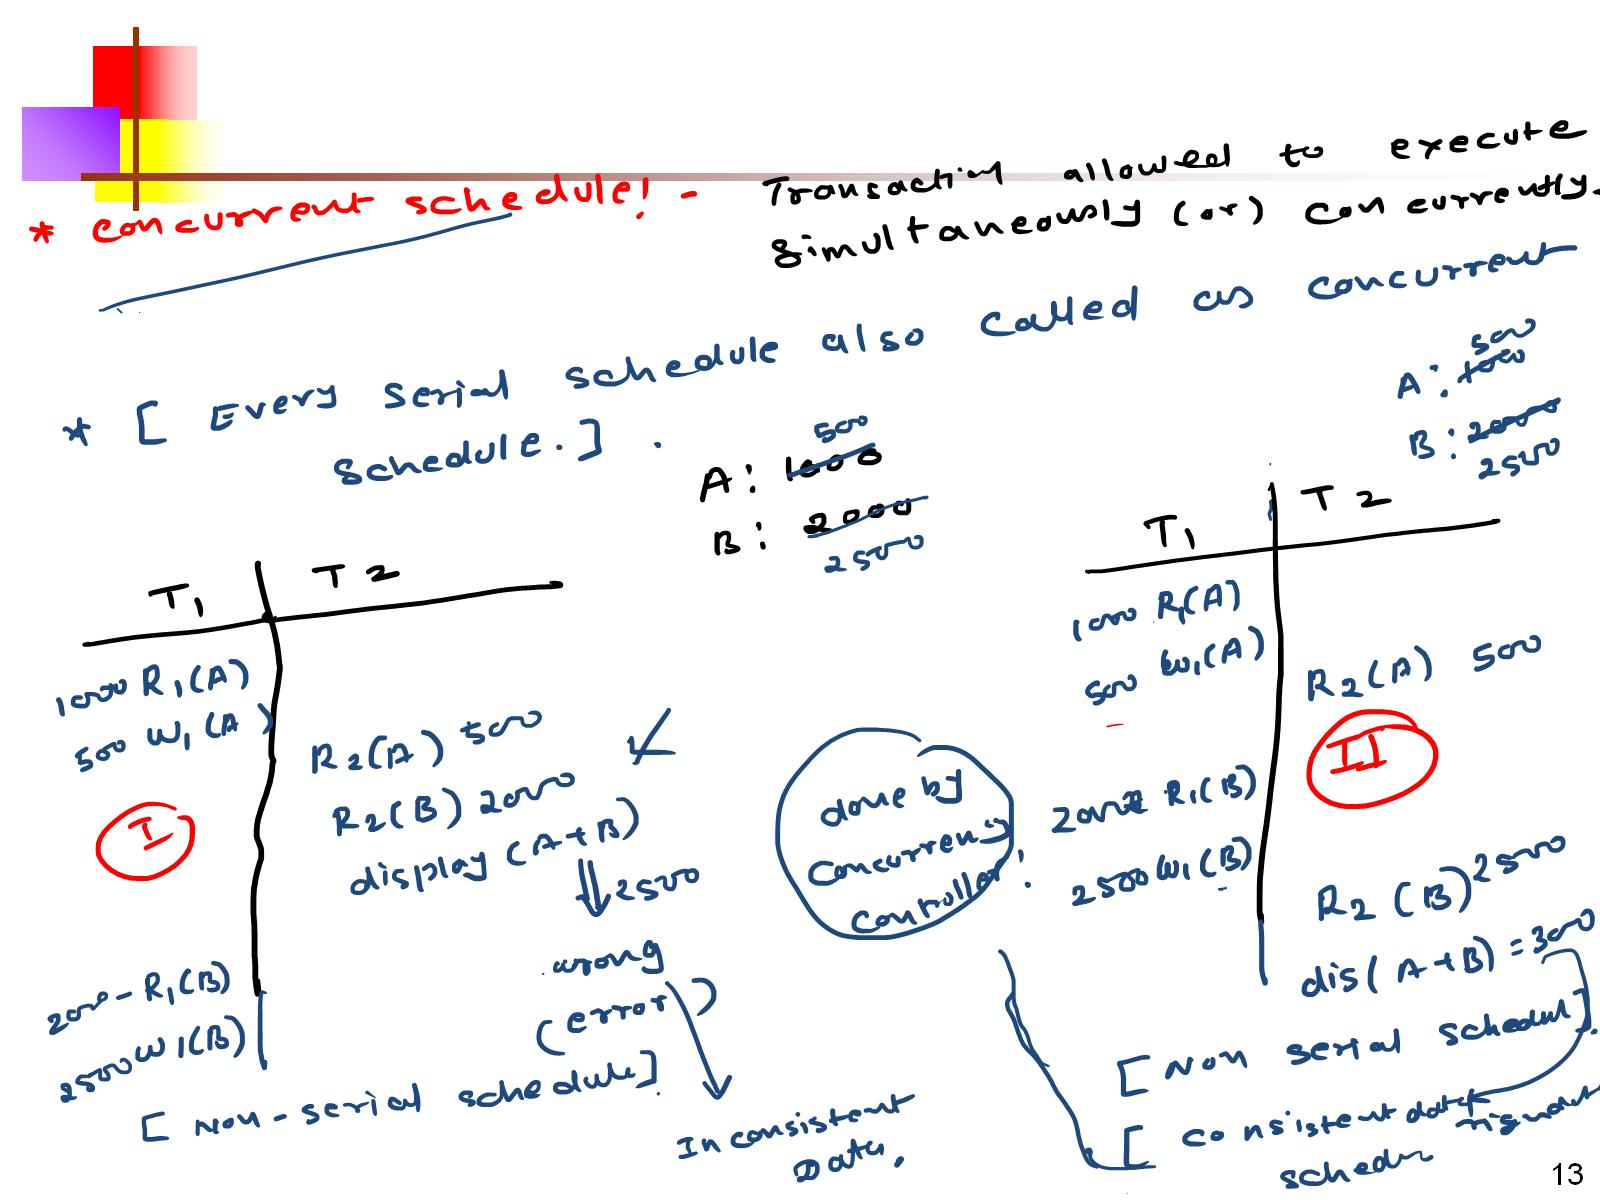 * Concurrent schedule! - Transaction allowed to execute
simultaneously (or) concurrently.
* [ Every serial schedule also called as concurrent
schedule. ] .
A : 1000 500
B : 2000 2500
T1 T2
1000 R1(A)
500 W1(A)
R2(A) 500
R2(B) 2000
display (A+B)
2500
wrong
(error)
I
2000 - R1(B)
2500 W1(B)
[ Non-serial schedule]
Inconsistent
Data.
done by
Concurrency
Controller!
500
A : 1000
B : 2000
2500
T1 T2
1000 R1(A)
500 W1(A)
R2(A) 500
II
2000 R1(B)
2500 W1(B)
R2 (B) 2500
dis( A+B) = 3000
[ Non serial
[ consistent data
13